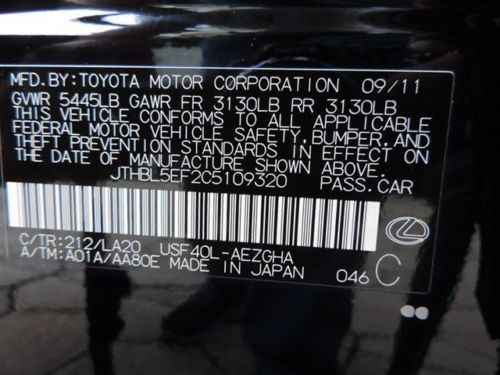 MFD. BY: TOYOTA MOTOR CORPORATION 09/11
GVWR 5445LB GAWR FR 3130LB RR 3130LB
THIS VEHICLE CONFORMS TO ALL APPLICABLE
FEDERAL MOTOR VEHICLE SAFETY, BUMPER, AND
THEFT PREVENTION STANDARDS IN EFFECT ON
THE DATE OF MANUFACTURE SHOWN ABOVE.
JTHBL5EF2C5109320 PASS. CAR
C/TR: 212/LA20 USF40L-AEZGHA
A/TM: A01A/AA80E MADE IN JAPAN 046 C